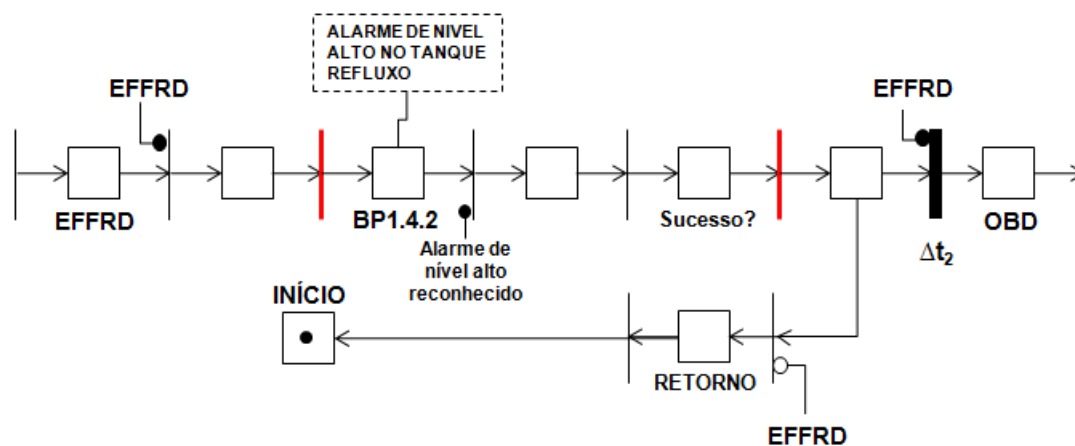 ALARME DE NIVEL
ALTO NO TANQUE
REFLUXO
EFFRD
EFFRD
EFFRD
BP1.4.2
Sucesso?
OBD
Δt₂
Alarme de
nível alto
reconhecido
INÍCIO
RETORNO
EFFRD